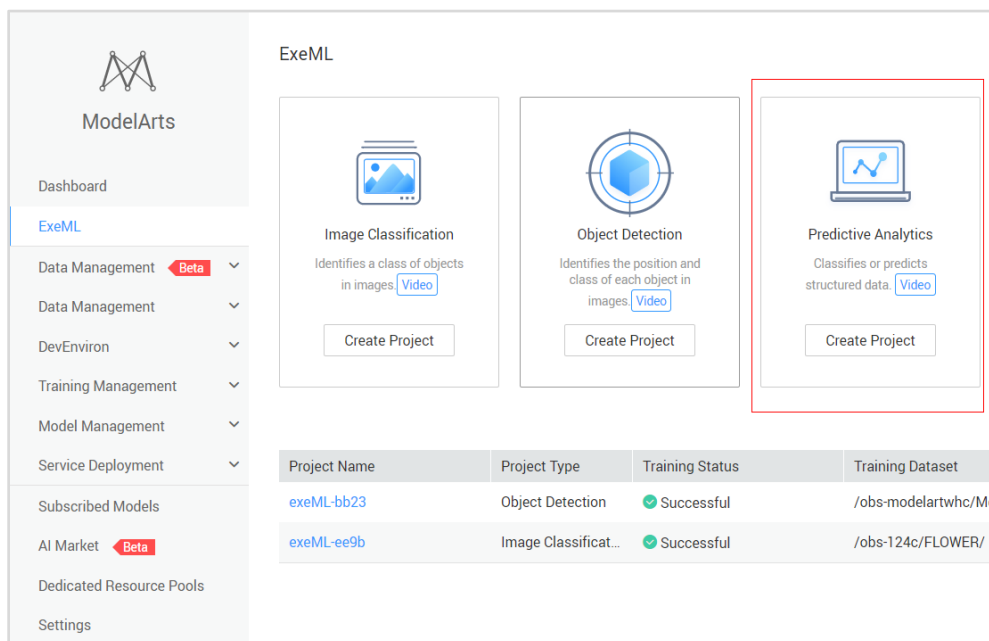 ModelArts
Dashboard
ExeML
Data Management Beta
Data Management
DevEnviron
Training Management
Model Management
Service Deployment
Subscribed Models
AI Market Beta
Dedicated Resource Pools
Settings
ExeML
Image Classification
Identifies a class of objects
in images. Video
Create Project
Object Detection
Identifies the position and
class of each object in
images. Video
Create Project
Predictive Analytics
Classifies or predicts
structured data. Video
Create Project
Project Name Project Type Training Status Training Dataset
exeML-bb23 Object Detection Successful /obs-modelartwhc/M
exeML-ee9b Image Classificat... Successful /obs-124c/FLOWER/